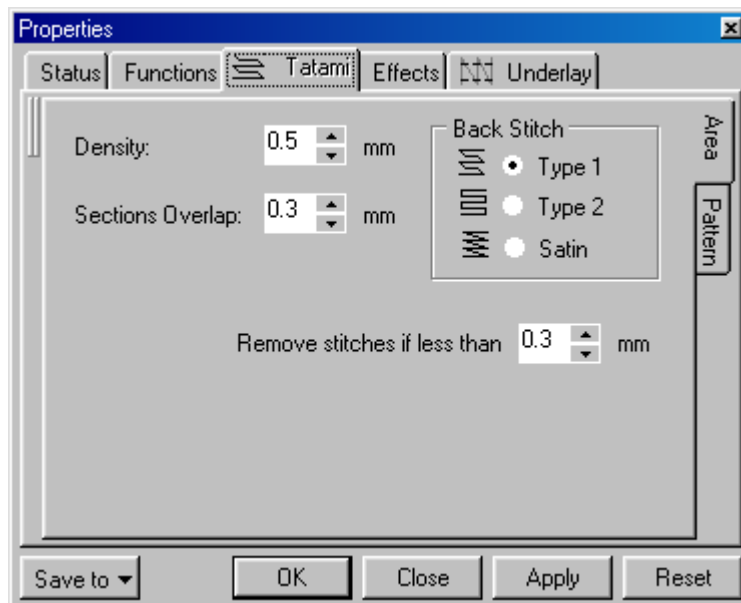 Properties
Status Functions Tatami Effects Underlay
Area
Pattern
Density: 0.5 mm
Sections Overlap: 0.3 mm
Back Stitch
Type 1
Type 2
Satin
Remove stitches if less than 0.3 mm
Save to OK Close Apply Reset